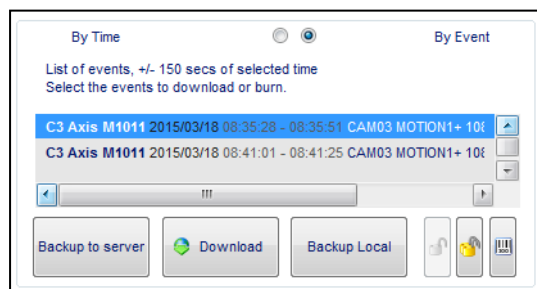 By Time By Event
List of events, +/- 150 secs of selected time
Select the events to download or burn.
C3 Axis M1011 2015/03/18 08:35:28 - 08:35:51 CAM03 MOTION1+ 108
C3 Axis M1011 2015/03/18 08:41:01 - 08:41:25 CAM03 MOTION1+ 108
Backup to server Download Backup Local